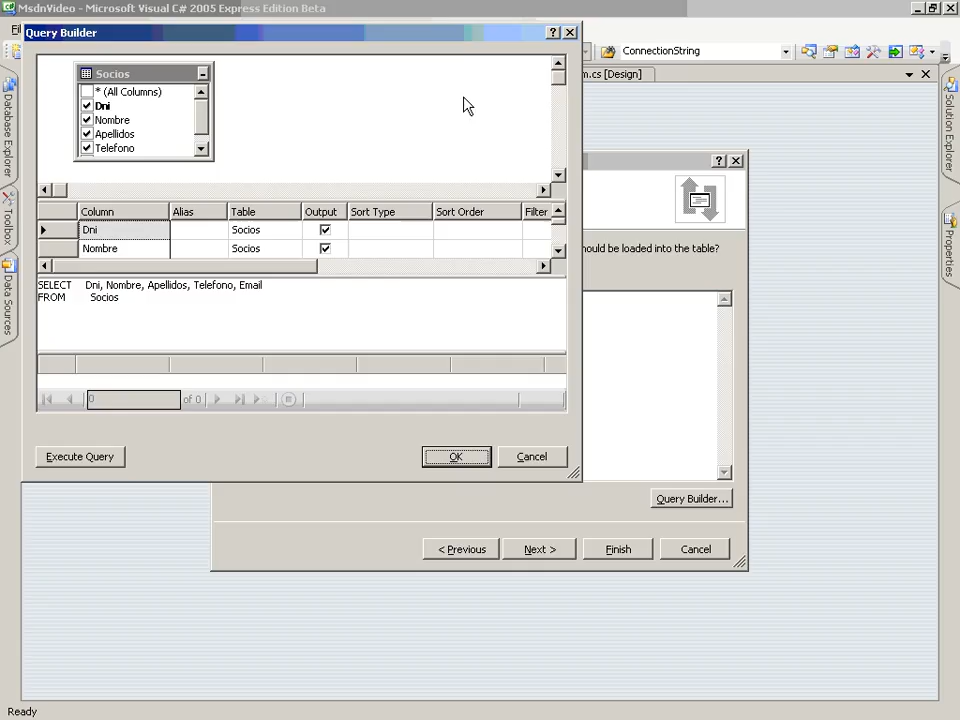 MsdnVideo - Microsoft Visual C# 2005 Express Edition Beta
Query Builder
ConnectionString
m.cs [Design]
Socios
* (All Columns)
Dni
Nombre
Apellidos
Telefono
Column Alias Table Output Sort Type Sort Order Filter
Dni Socios
Nombre Socios
SELECT Dni, Nombre, Apellidos, Telefono, Email
FROM Socios
0 of 0
Execute Query OK Cancel
ould be loaded into the table?
Query Builder...
< Previous Next > Finish Cancel
Database Explorer
Toolbox
Data Sources
Solution Explorer
Properties
Ready